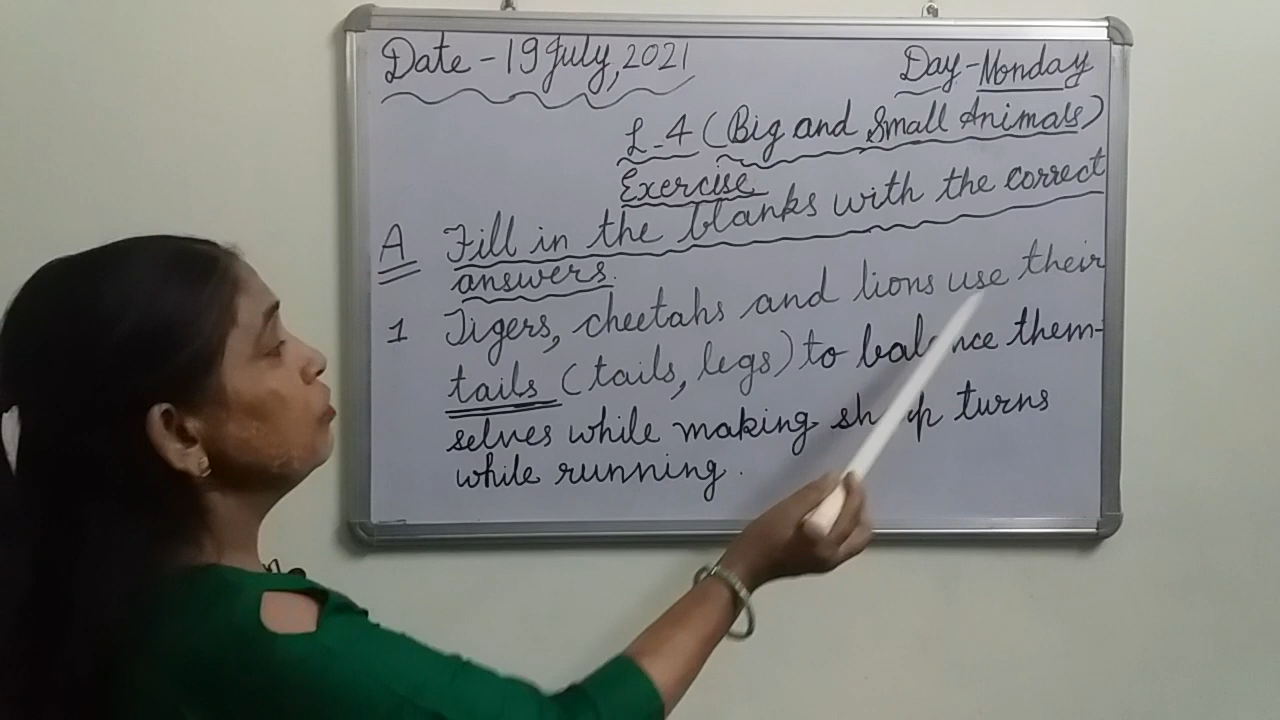 Date - 19 July, 2021
Day - Monday
L - 4 (Big and Small Animals)
Exercise
A Fill in the blanks with the correct
answers.
1 Tigers, cheetahs and lions use their
tails (tails, legs) to balance them-
selves while making sharp turns
while running.